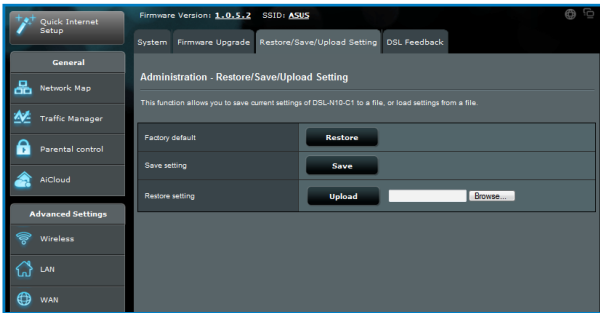 Quick Internet
Setup
Firmware Version: 1.0.5.2 SSID: ASUS
System Firmware Upgrade Restore/Save/Upload Setting DSL Feedback
General
Network Map
Traffic Manager
Parental control
AiCloud
Advanced Settings
Wireless
LAN
WAN
Administration - Restore/Save/Upload Setting
This function allows you to save current settings of DSL-N10-C1 to a file, or load settings from a file.
Factory default Restore
Save setting Save
Restore setting Upload Browse...